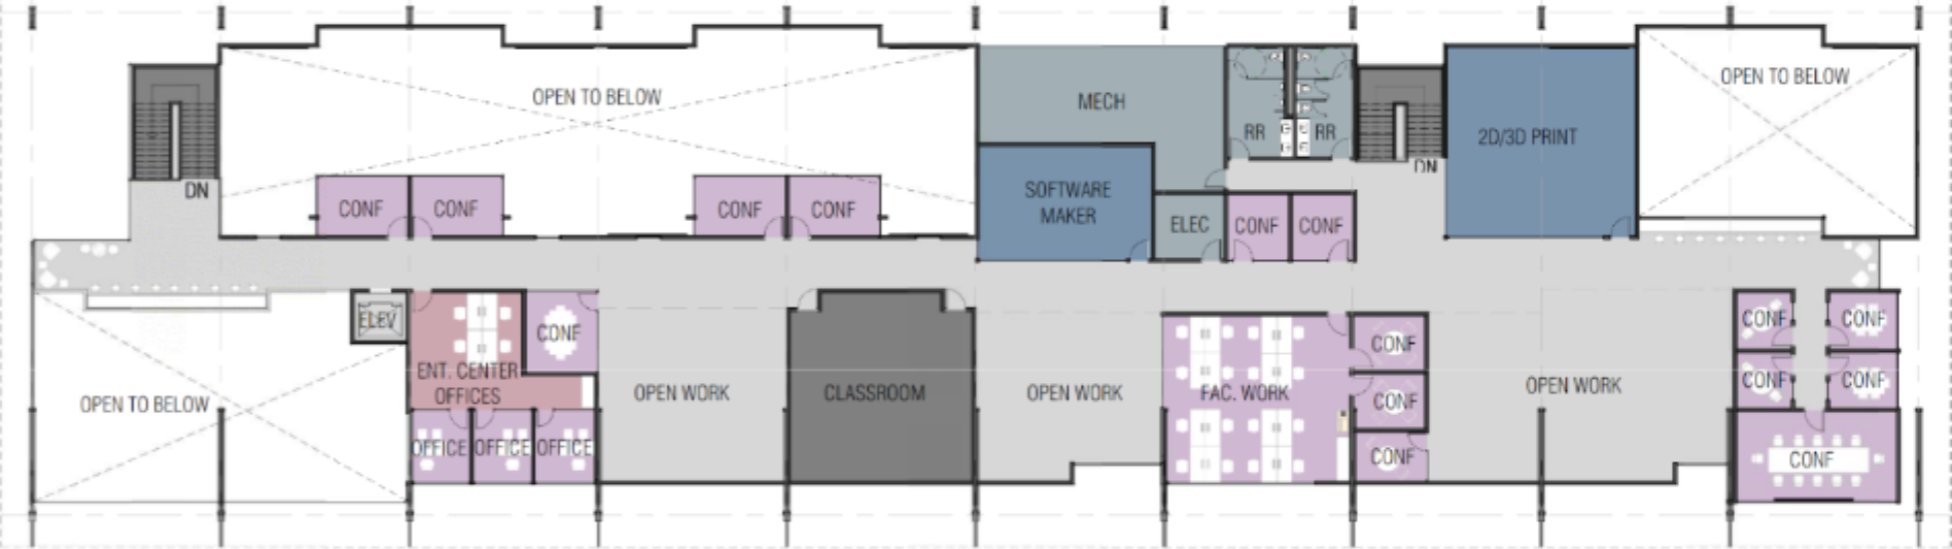 OPEN TO BELOW
OPEN TO BELOW
MECH
RR
RR
2D/3D PRINT
DN
DN
SOFTWARE
MAKER
CONF
CONF
CONF
CONF
ELEC
CONF
CONF
ELEV
CONF
ENT. CENTER
OFFICES
OPEN TO BELOW
OPEN WORK
CLASSROOM
OPEN WORK
FAC. WORK
CONF
CONF
CONF
OPEN WORK
CONF
CONF
CONF
CONF
OFFICE
OFFICE
OFFICE
CONF